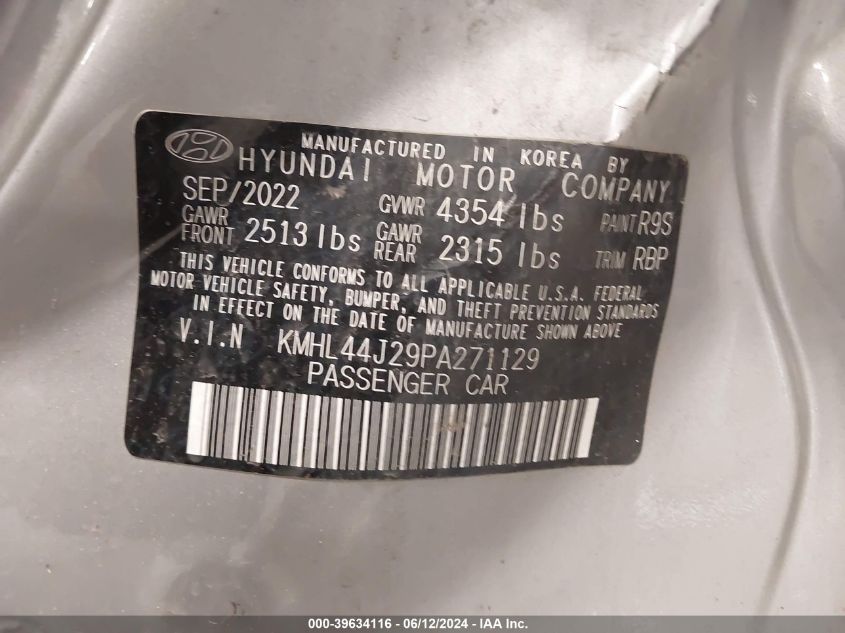 MANUFACTURED IN KOREA BY
HYUNDAI MOTOR COMPANY
SEP/2022 GVWR 4354 lbs PAINT R9S
GAWR FRONT 2513 lbs GAWR REAR 2315 lbs TRIM RBP
THIS VEHICLE CONFORMS TO ALL APPLICABLE U.S.A. FEDERAL
MOTOR VEHICLE SAFETY, BUMPER, AND THEFT PREVENTION STANDARDS
IN EFFECT ON THE DATE OF MANUFACTURE SHOWN ABOVE
V.I.N KMHL44J29PA271129
PASSENGER CAR
000-39634116 - 06/12/2024 - IAA, Inc.